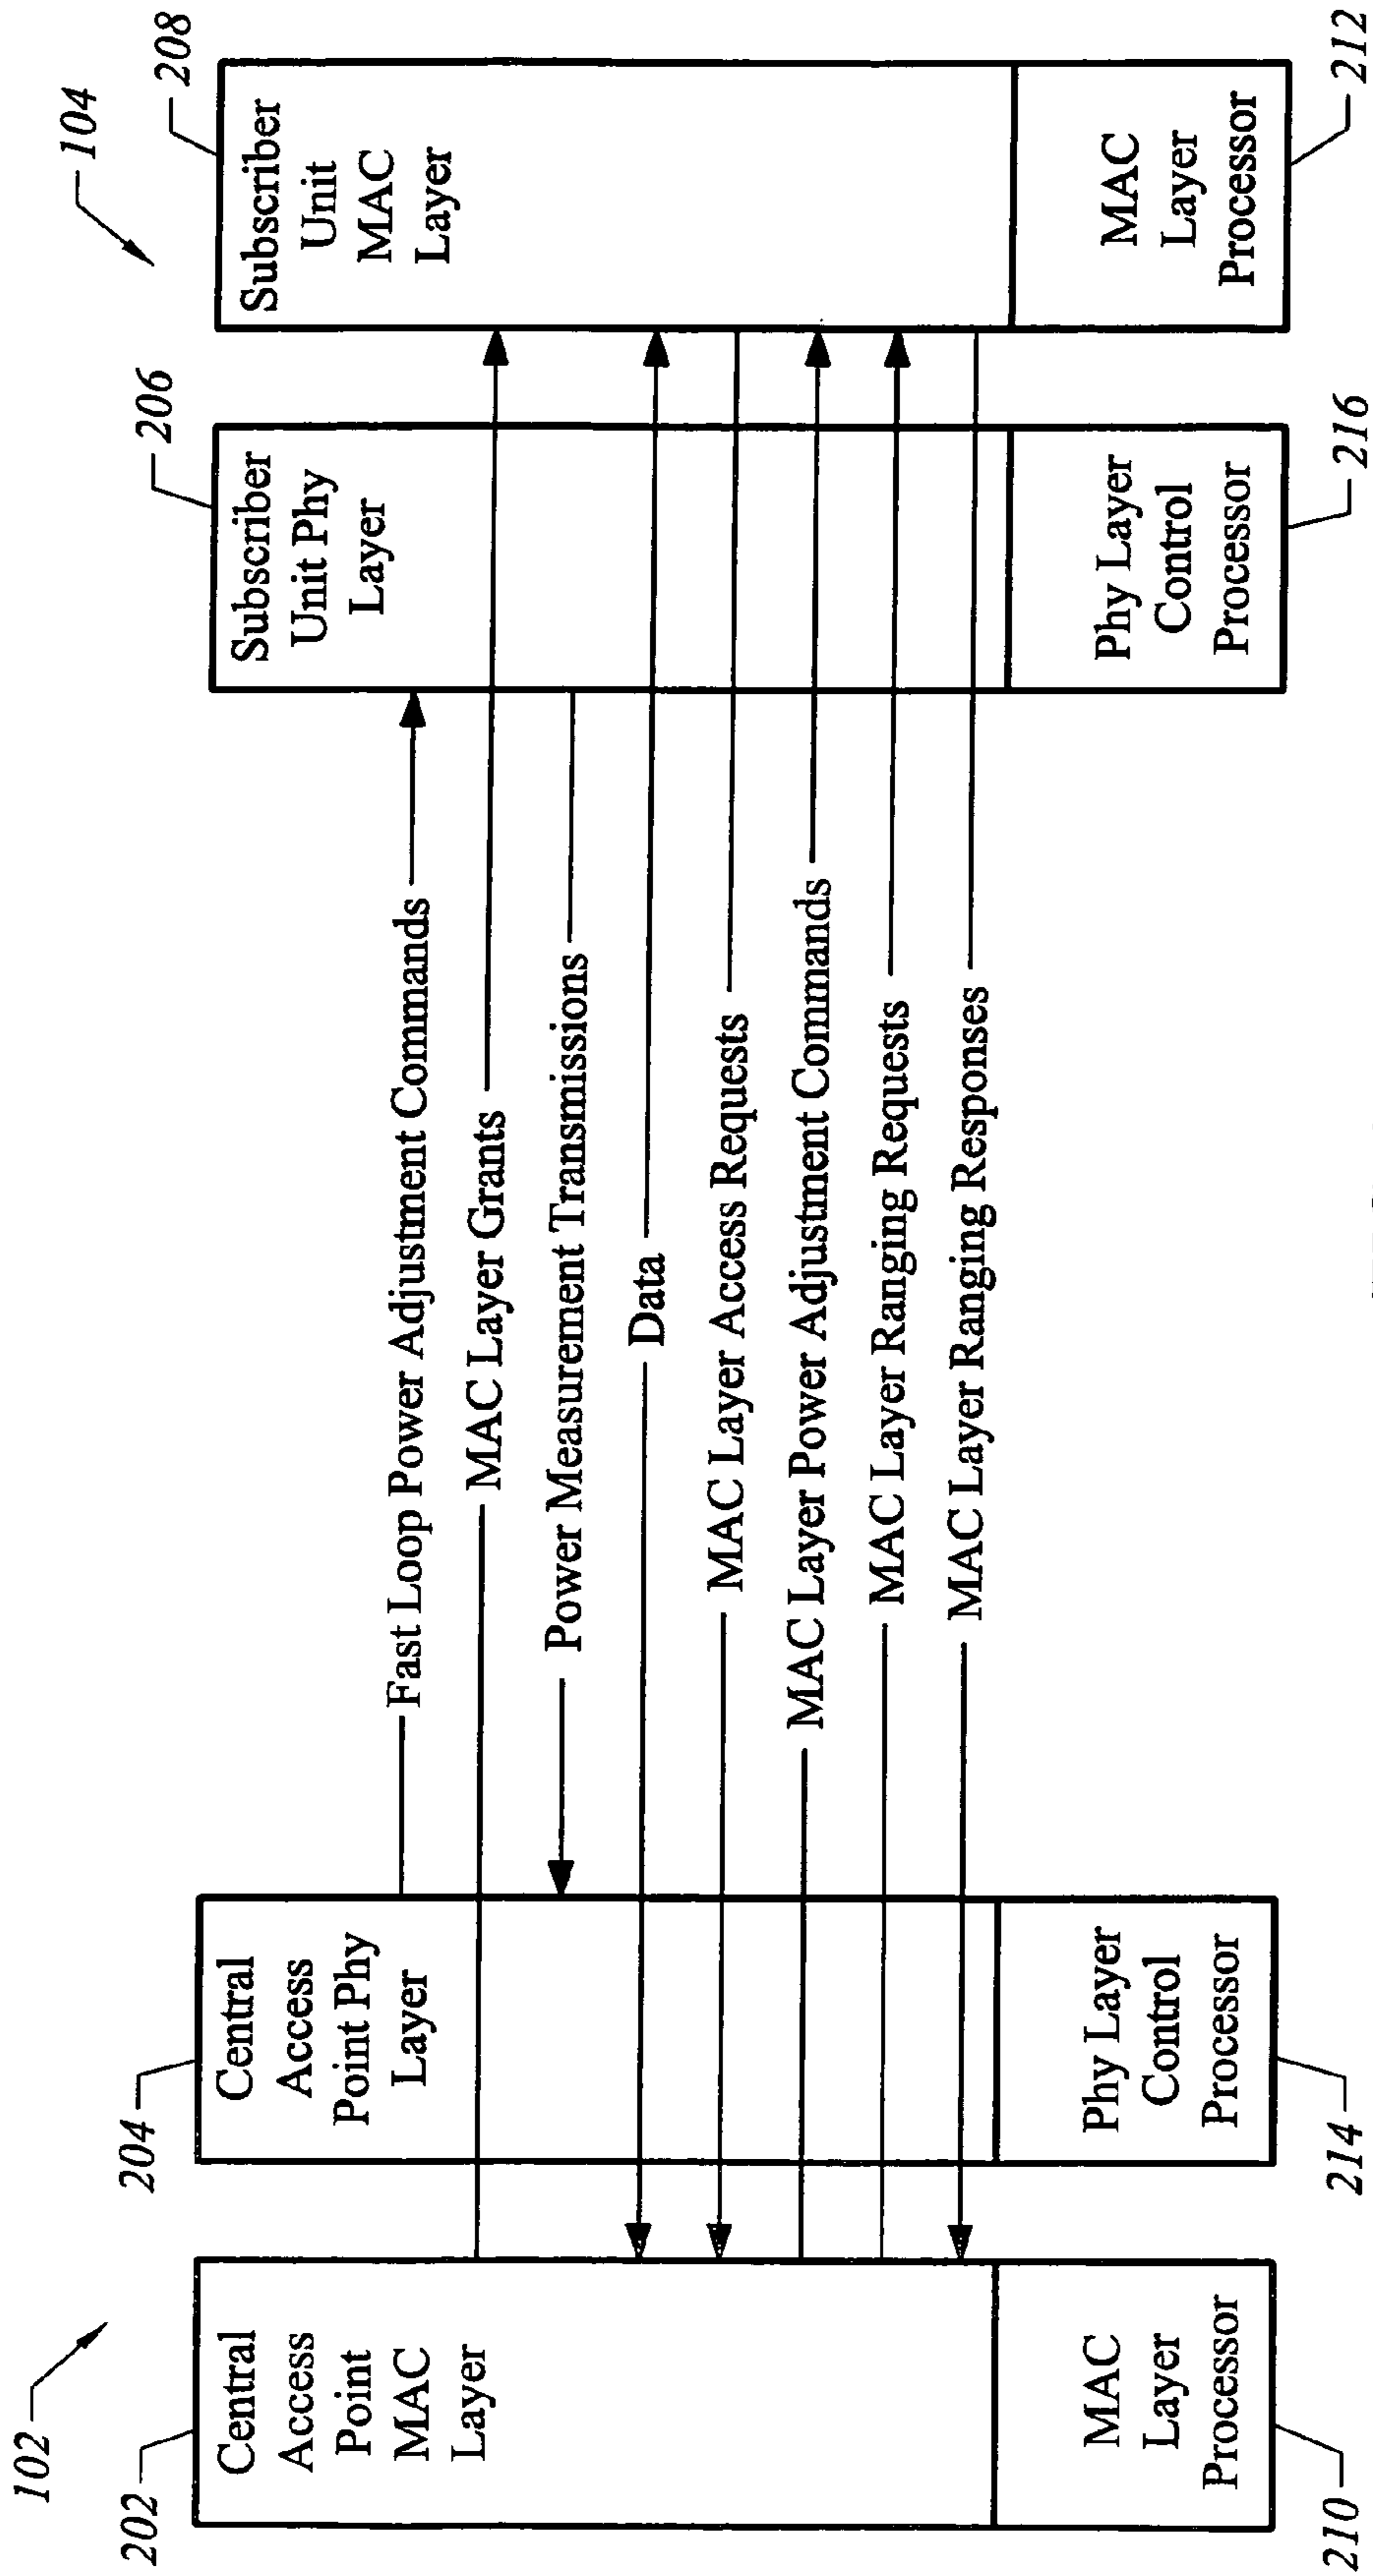 102
104
202
Central
Access
Point
MAC
Layer
MAC
Layer
Processor
210
204
Central
Access
Point Phy
Layer
Phy Layer
Control
Processor
214
Fast Loop Power Adjustment Commands
MAC Layer Grants
Power Measurement Transmissions
Data
MAC Layer Access Requests
MAC Layer Power Adjustment Commands
MAC Layer Ranging Requests
MAC Layer Ranging Responses
206
Subscriber
Unit Phy
Layer
Phy Layer
Control
Processor
216
208
Subscriber
Unit
MAC
Layer
MAC
Layer
Processor
212